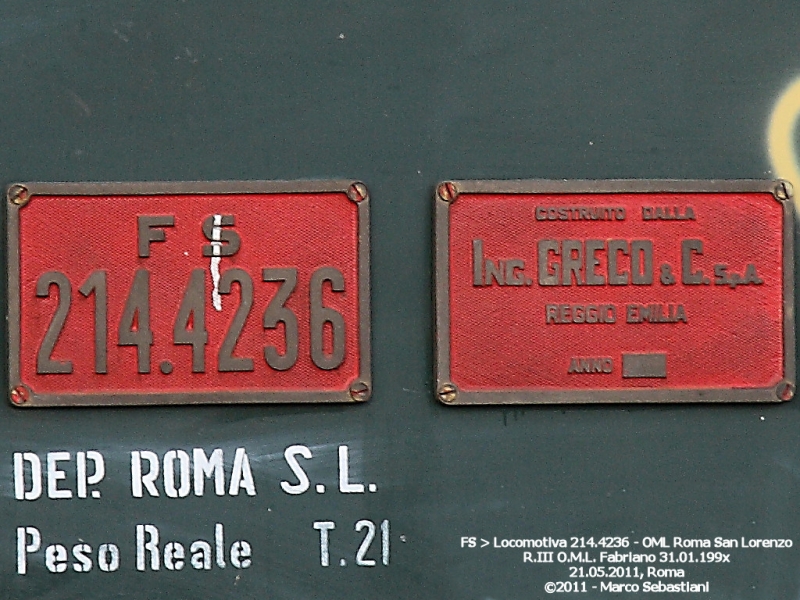 FS
214.4236
COSTRUITO DALLA
ING. GRECO & C. S.p.A.
REGGIO EMILIA
ANNO
DEP. ROMA S.L.
Peso Reale T.21
FS > Locomotiva 214.4236 - OML Roma San Lorenzo
R.III O.M.L. Fabriano 31.01.199x
21.05.2011, Roma
©2011 - Marco Sebastiani